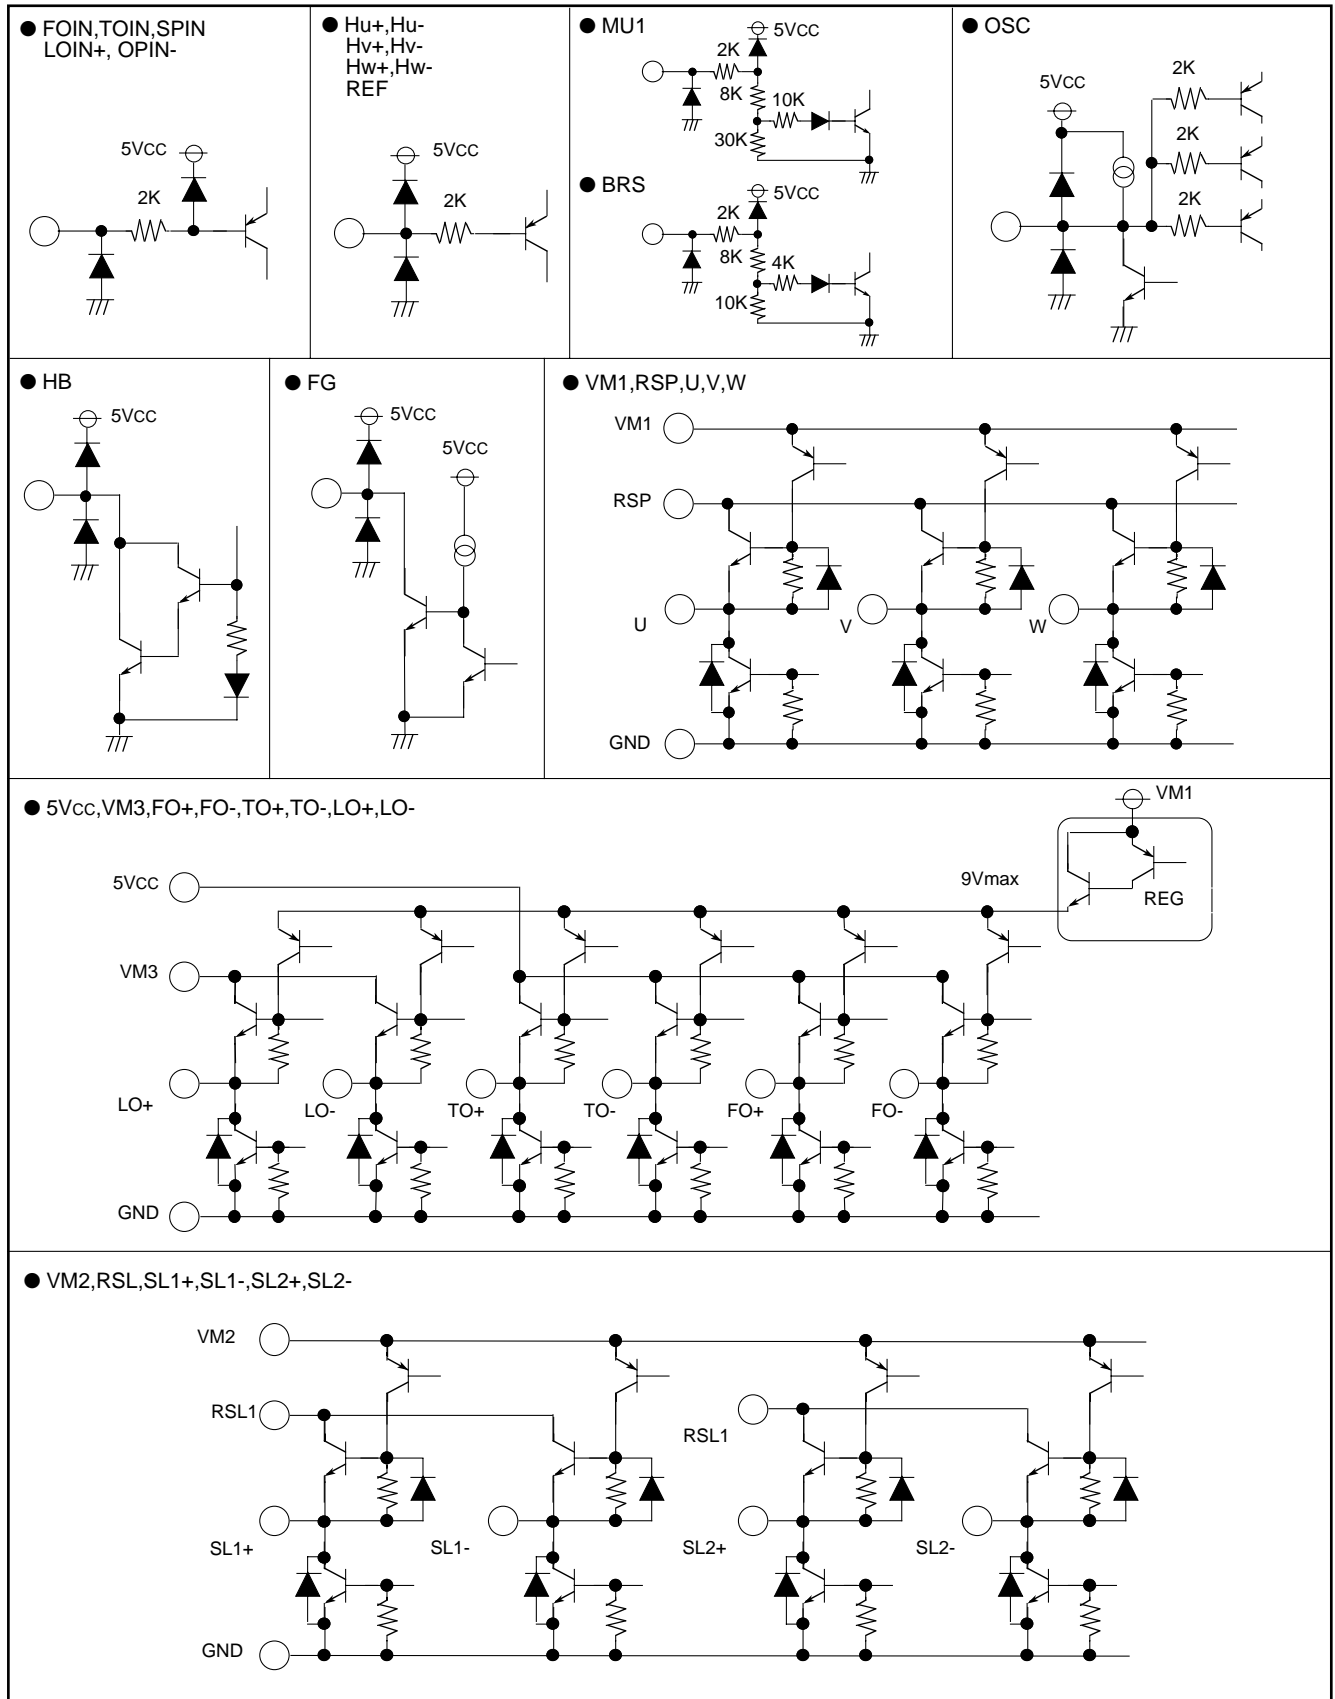 ● FOIN,TOIN,SPIN
LOIN+, OPIN-
5VCC
2K
● Hu+,Hu-
Hv+,Hv-
Hw+,Hw-
REF
5VCC
2K
● MU1
5VCC
2K
8K
10K
30K
● BRS
5VCC
2K
8K
4K
10K
● OSC
5VCC
2K
2K
2K
● HB
5VCC
● FG
5VCC
5VCC
● VM1,RSP,U,V,W
VM1
RSP
U
V
W
GND
● 5VCC,VM3,FO+,FO-,TO+,TO-,LO+,LO-
VM1
5VCC
9Vmax
REG
VM3
LO+
LO-
TO+
TO-
FO+
FO-
GND
● VM2,RSL,SL1+,SL1-,SL2+,SL2-
VM2
RSL1
RSL1
SL1+
SL1-
SL2+
SL2-
GND